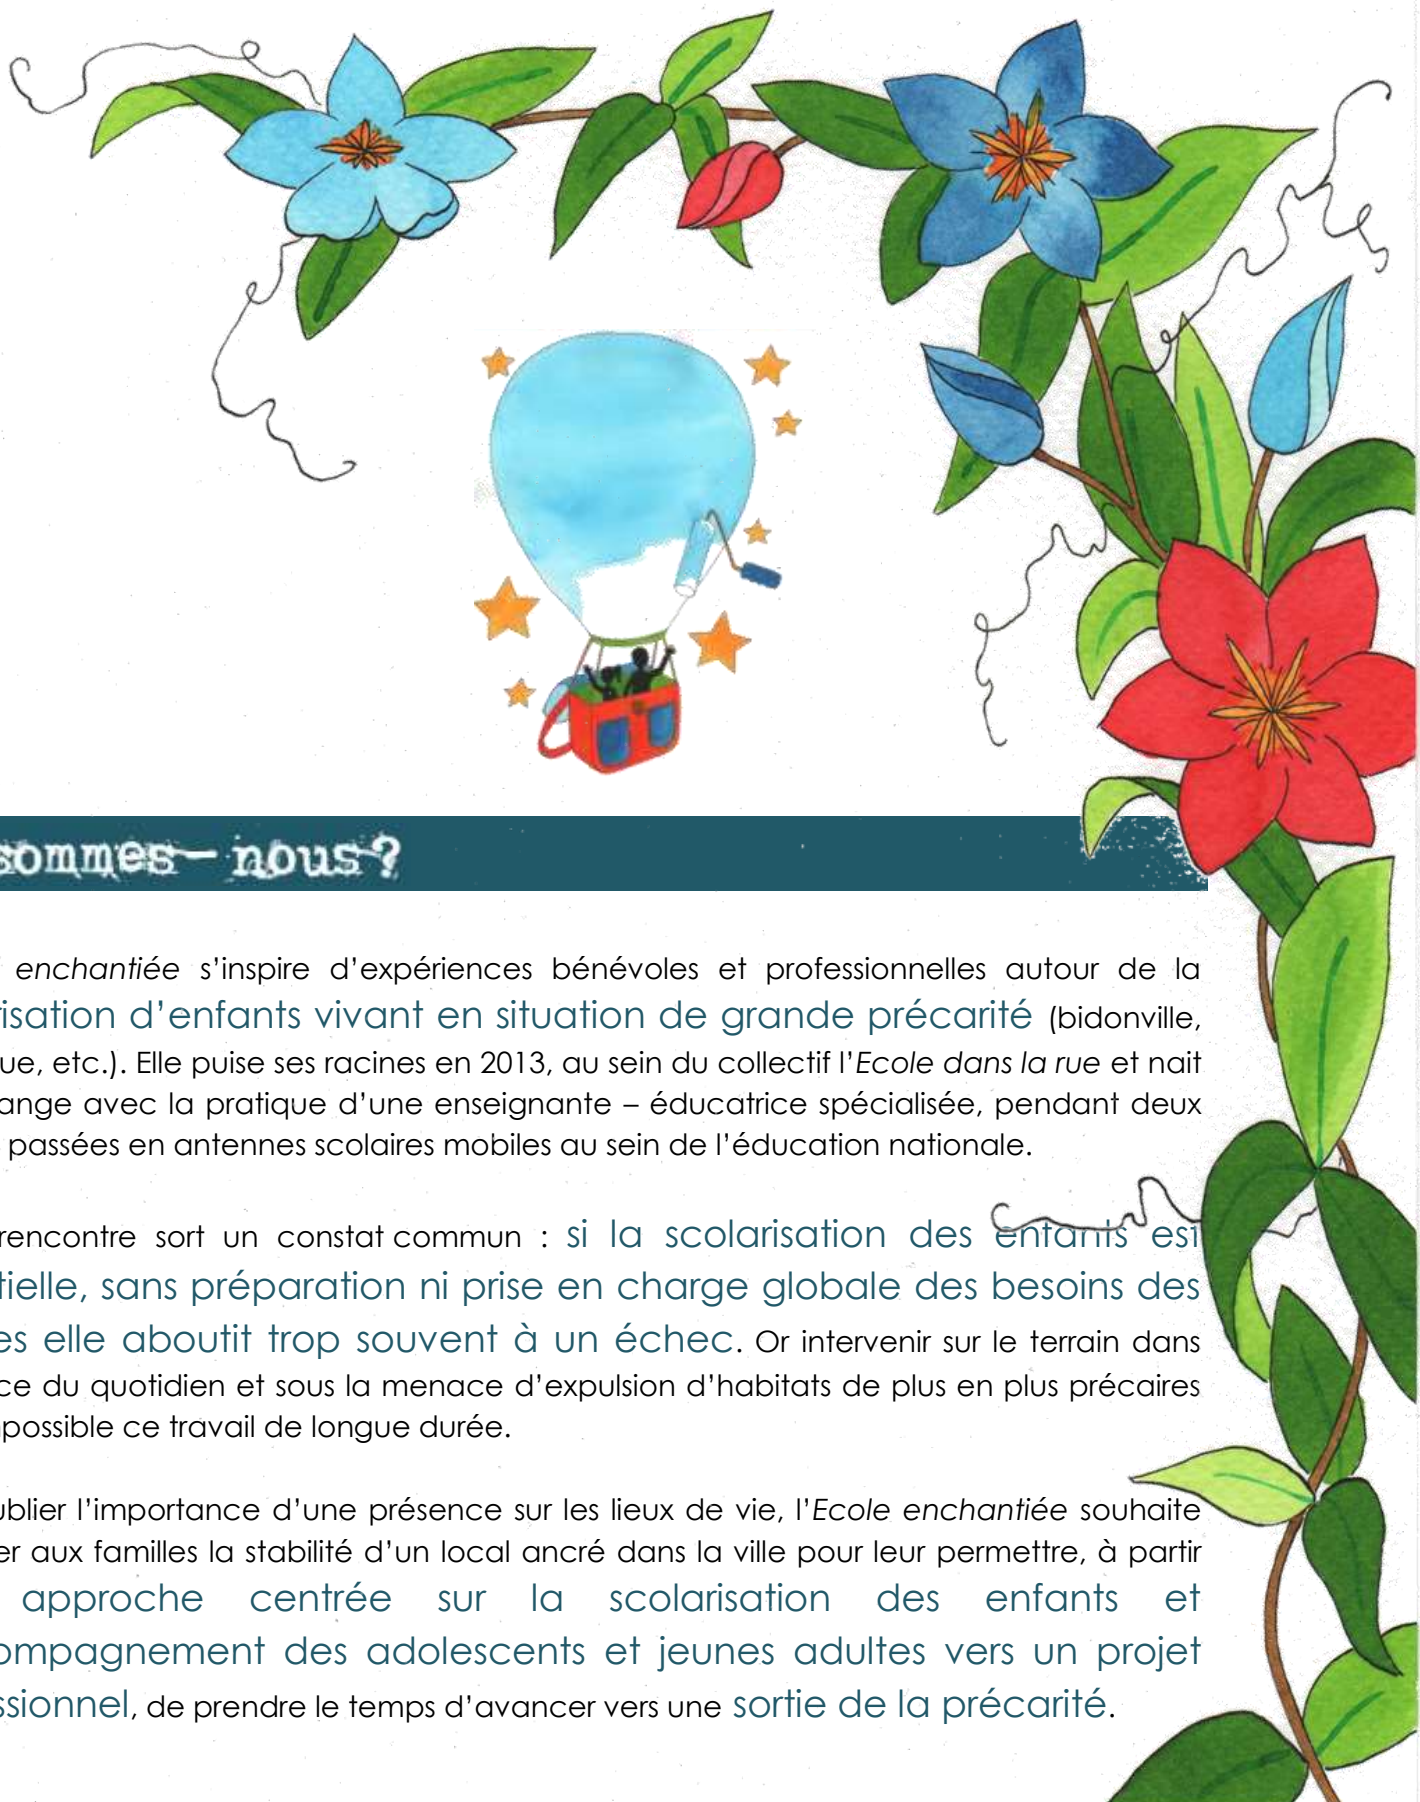 sommes-nous?
enchantiée s’inspire d’expériences bénévoles et professionnelles autour de la
risation d’enfants vivant en situation de grande précarité (bidonville,
ue, etc.). Elle puise ses racines en 2013, au sein du collectif l’Ecole dans la rue et nait
ange avec la pratique d’une enseignante – éducatrice spécialisée, pendant deux
passées en antennes scolaires mobiles au sein de l’éducation nationale.
rencontre sort un constat commun : si la scolarisation des enfants est
tielle, sans préparation ni prise en charge globale des besoins des
es elle aboutit trop souvent à un échec. Or intervenir sur le terrain dans
ce du quotidien et sous la menace d’expulsion d’habitats de plus en plus précaires
possible ce travail de longue durée.
ublier l’importance d’une présence sur les lieux de vie, l’Ecole enchantiée souhaite
er aux familles la stabilité d’un local ancré dans la ville pour leur permettre, à partir
approche centrée sur la scolarisation des enfants et
ompagnement des adolescents et jeunes adultes vers un projet
ssionnel, de prendre le temps d’avancer vers une sortie de la précarité.